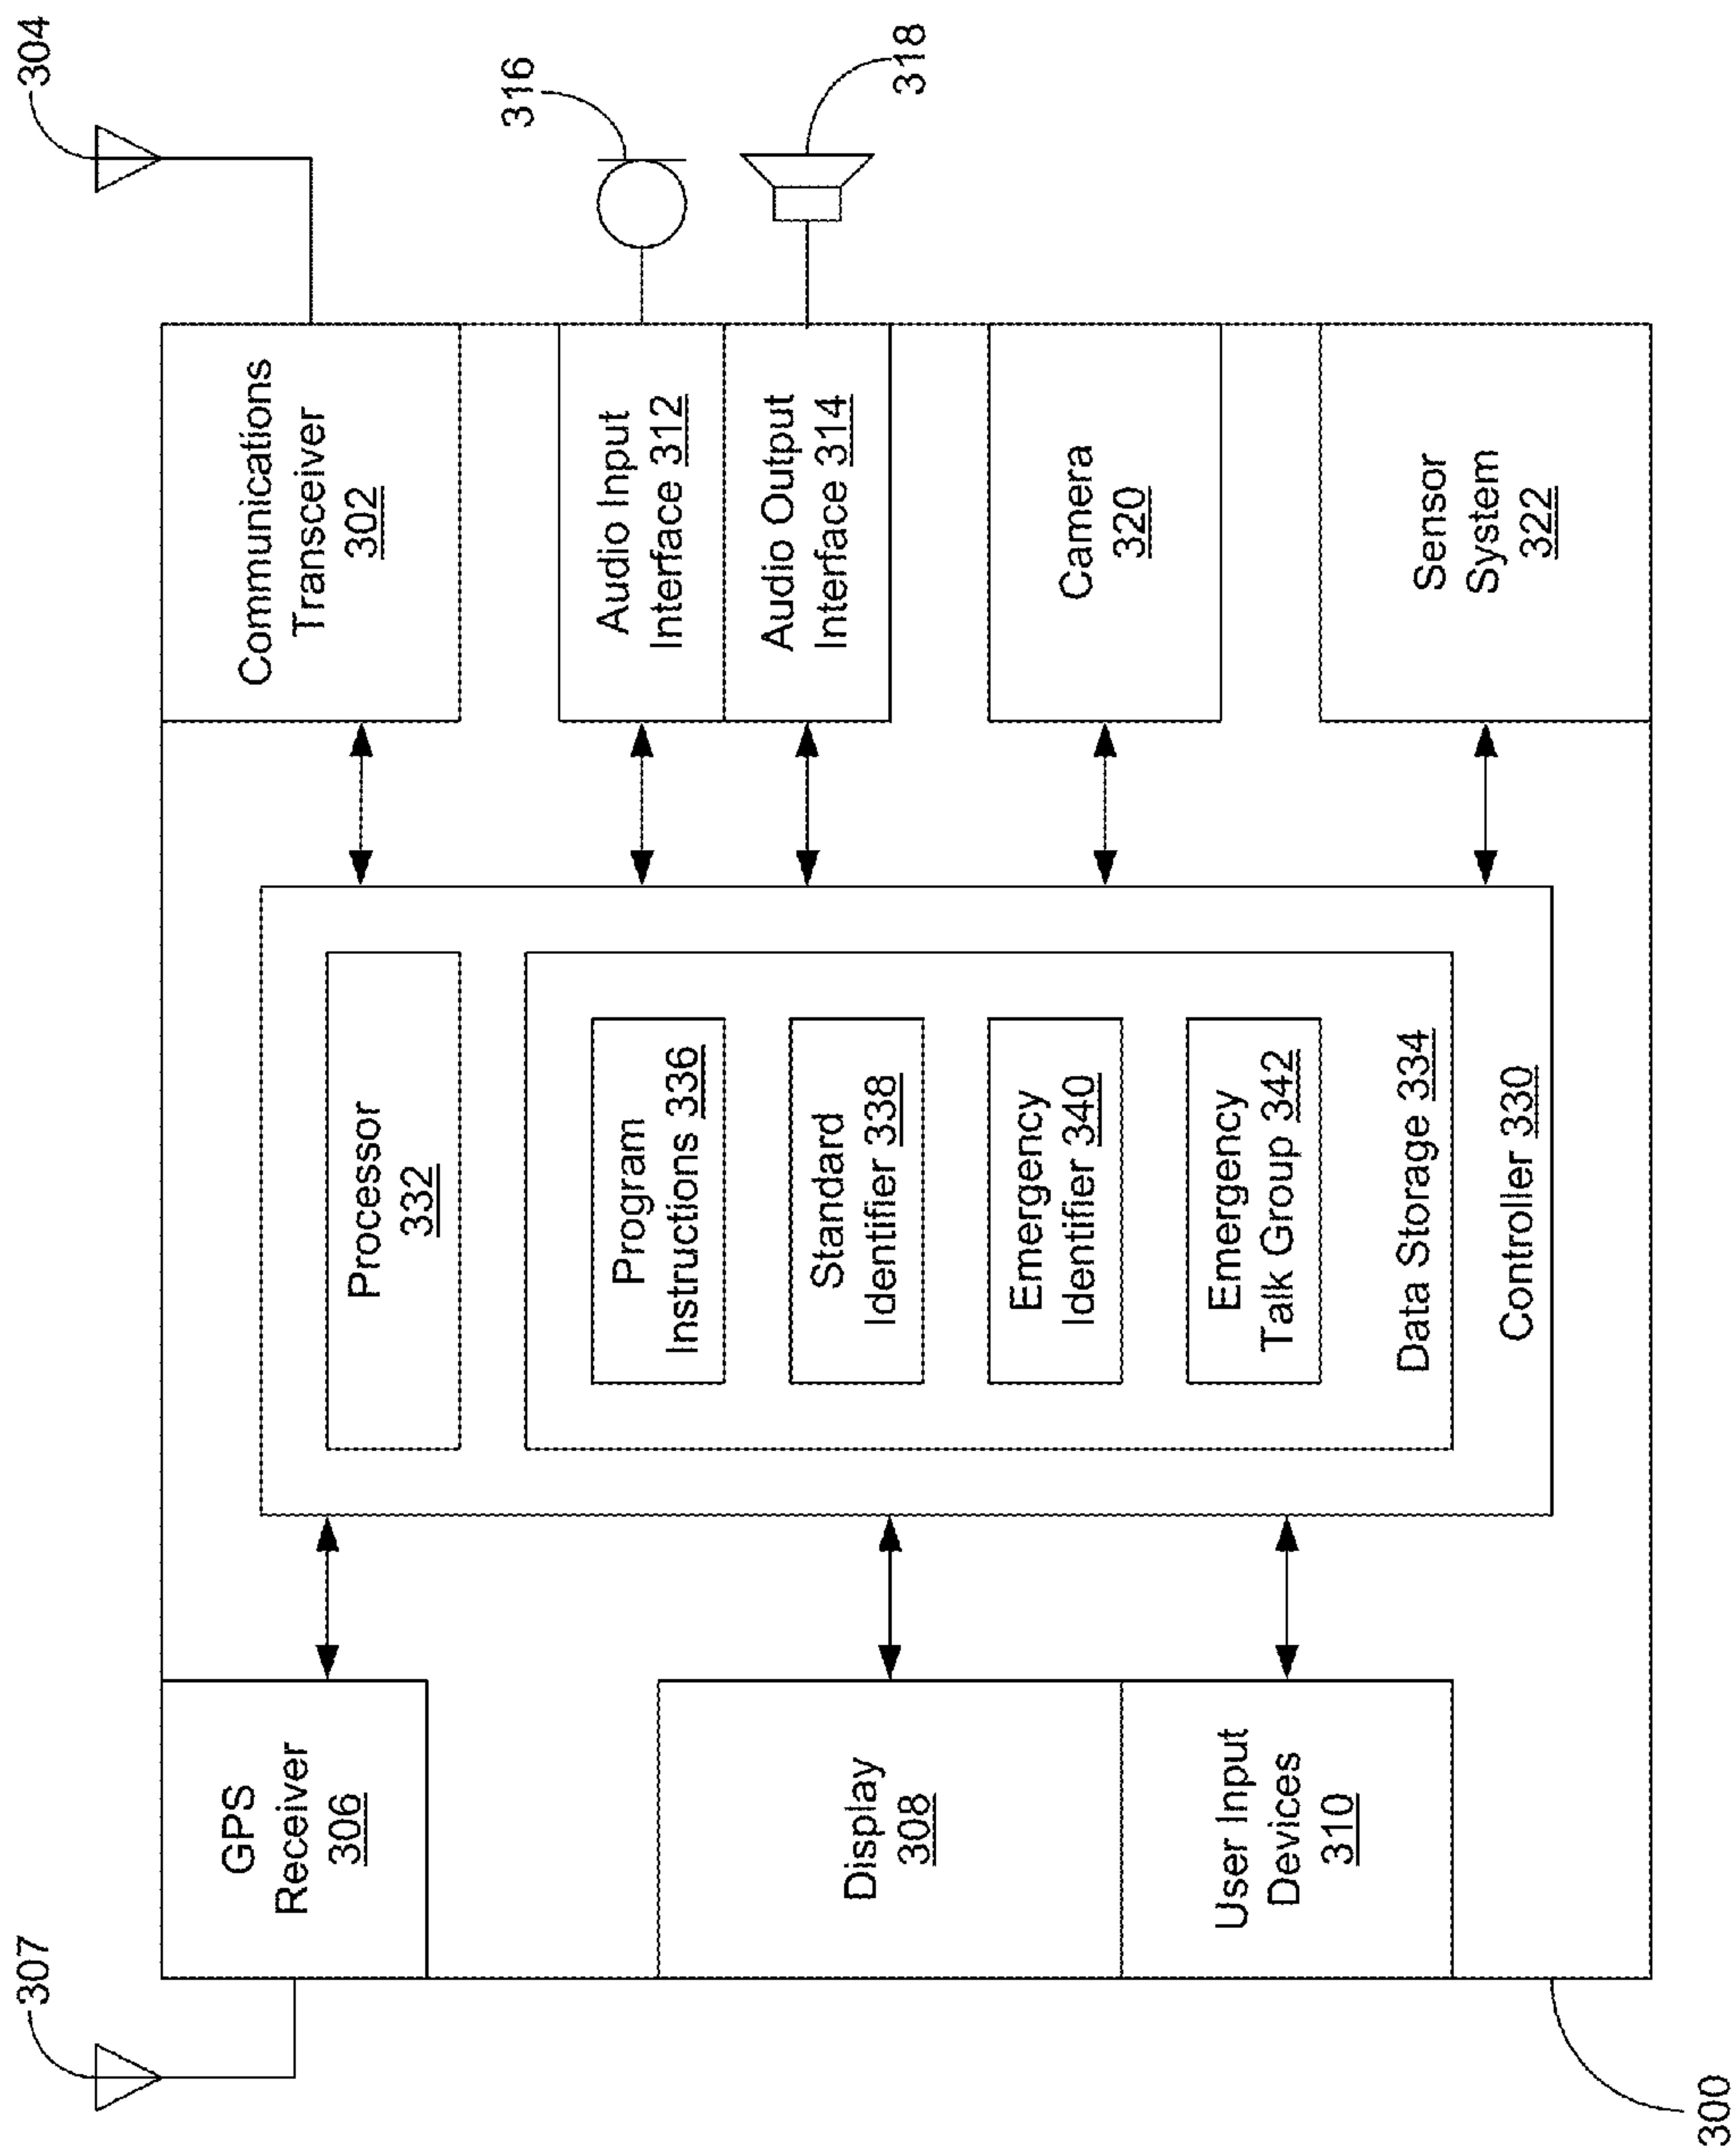 307
304
GPS
Receiver
306
Communications
Transceiver
302
Processor
332
316
Audio Input
Interface 312
Program
Instructions 336
318
Audio Output
Interface 314
Display
308
Standard
Identifier 338
Camera
320
Emergency
Identifier 340
User Input
Devices
310
Emergency
Talk Group 342
Sensor
System
322
Data Storage 334
Controller 330
300